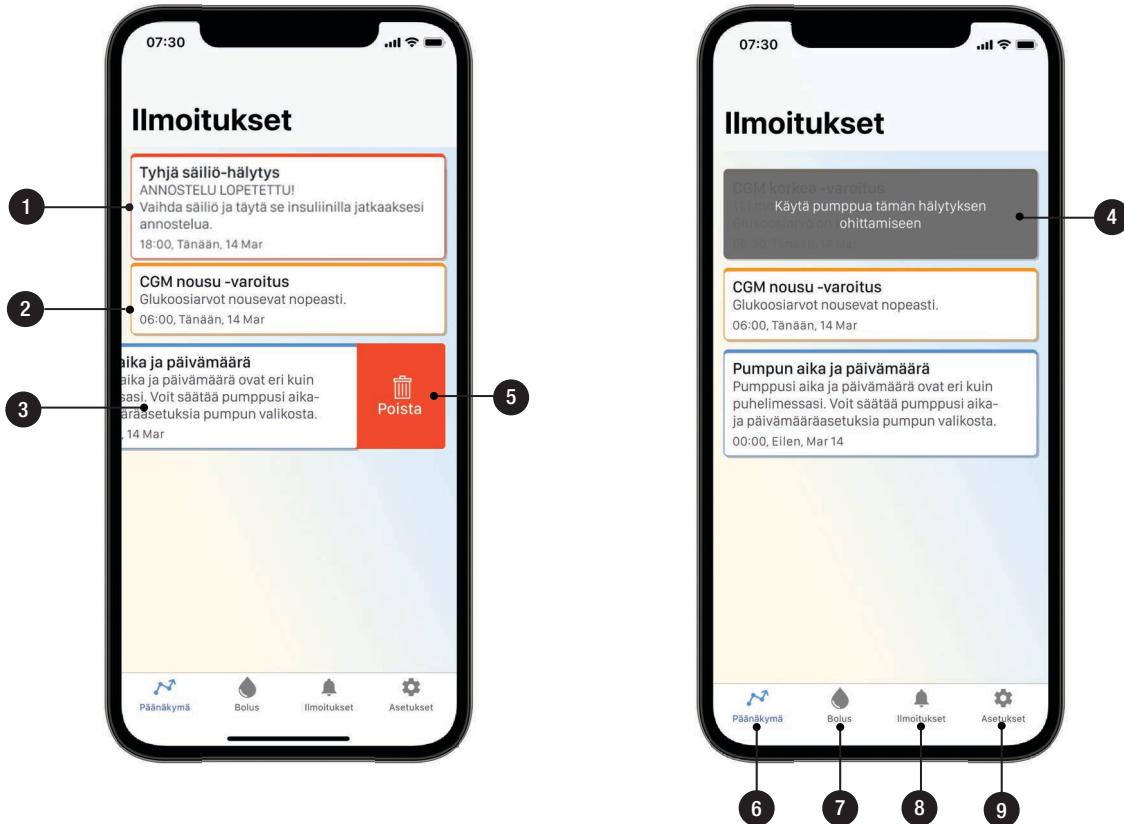 07:30
Ilmoitukset
Tyhjä säiliö-hälytys
ANNOSTELU LOPETETTU!
Vaihda säiliö ja täytä se insuliinilla jatkaaksesi
annostelua.
18:00, Tänään, 14 Mar
CGM nousu -varoitus
Glukoosiarvot nousevat nopeasti.
06:00, Tänään, 14 Mar
aika ja päivämäärä
aika ja päivämäärä ovat eri kuin
sasi. Voit säätää pumppusi aika-
äräasetuksia pumpun valikosta.
, 14 Mar
Poista
Päänäkymä
Bolus
Ilmoitukset
Asetukset
1
2
3
5
07:30
Ilmoitukset
CGM korkea -varoitus
Käytä pumppua tämän hälytyksen
ohittamiseen
CGM nousu -varoitus
Glukoosiarvot nousevat nopeasti.
06:00, Tänään, 14 Mar
Pumpun aika ja päivämäärä
Pumppusi aika ja päivämäärä ovat eri kuin
puhelimessasi. Voit säätää pumppusi aika-
ja päivämääräasetuksia pumpun valikosta.
00:00, Eilen, Mar 14
Päänäkymä
Bolus
Ilmoitukset
Asetukset
4
6
7
8
9